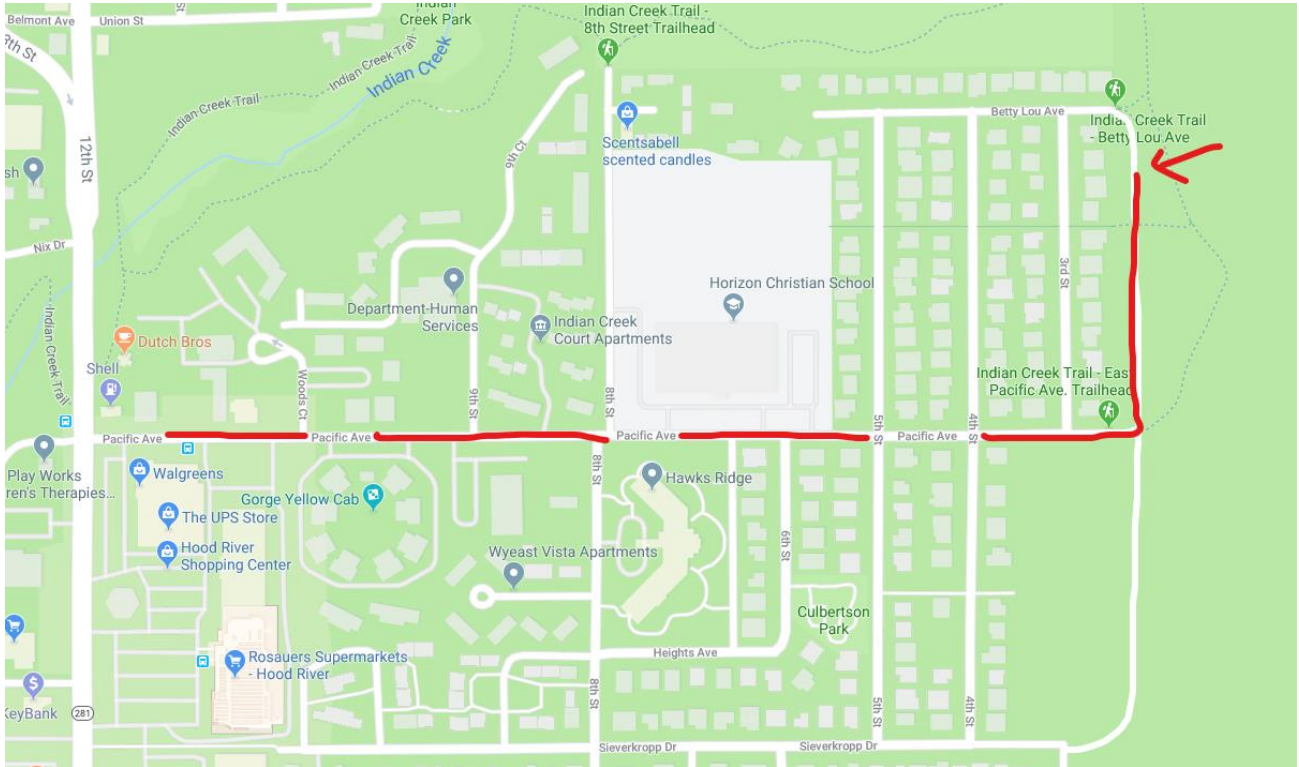 Belmont Ave
Union St
Indian
Creek Park
Indian Creek Trail -
8th Street Trailhead
Indian Creek Trail
Indian Creek
Indian Creek Trail
12th St
Betty Lou Ave
Indian Creek Trail
- Betty Lou Ave
Scentsabell
scented candles
9th Ct
Nix Dr
3rd St
Horizon Christian School
Department-Human
Services
Indian Creek
Court Apartments
Indian Creek Trail
Dutch Bros
Shell
Woods Ct
9th St
8th St
Indian Creek Trail - East
Pacific Ave. Trailhead
5th St
4th St
Pacific Ave
Pacific Ave
Pacific Ave
Pacific Ave
Play Works
ren's Therapies...
Walgreens
Gorge Yellow Cab
The UPS Store
Hood River
Shopping Center
8th St
Hawks Ridge
Wyeast Vista Apartments
6th St
Culbertson
Park
Rosauers Supermarkets
- Hood River
Heights Ave
KeyBank
281
8th St
5th St
4th St
Sieverkropp Dr
Sieverkropp Dr